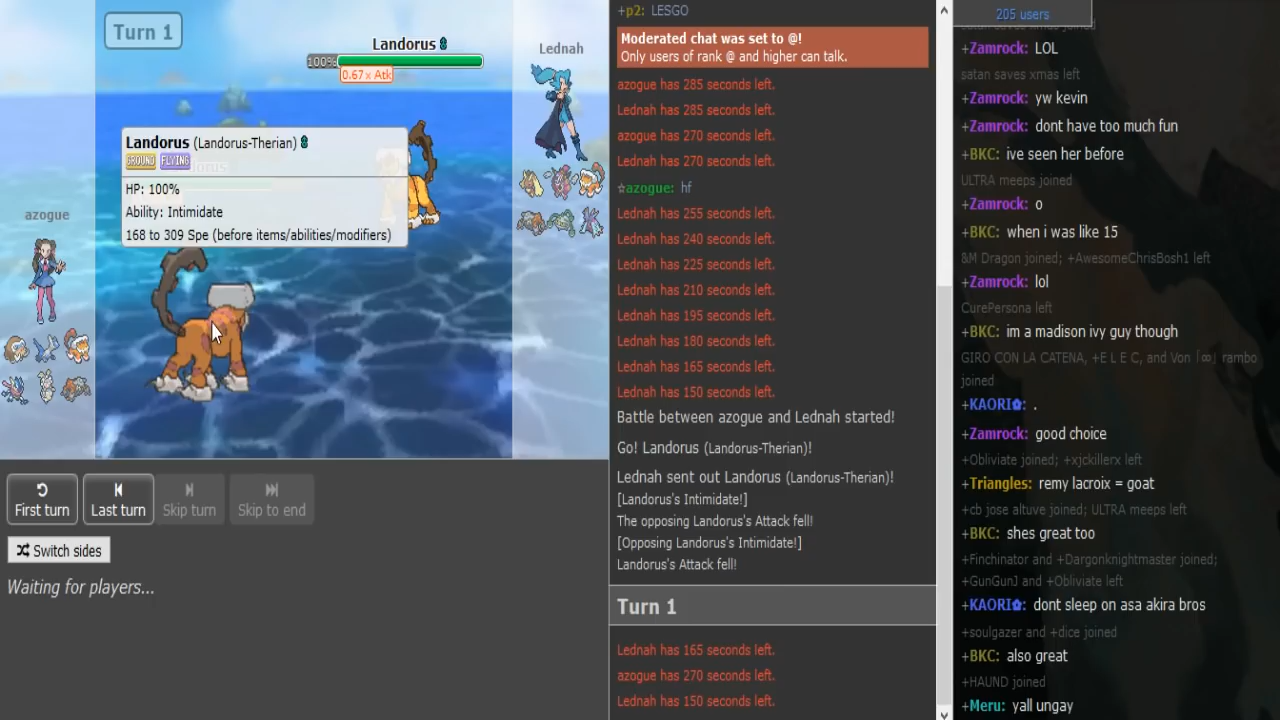 Turn 1
Landorus
100%
0.67 x Atk
Lednah
azogue
Landorus (Landorus-Therian)
GROUND FLYING
HP: 100%
Ability: Intimidate
168 to 309 Spe (before items/abilities/modifiers)
First turn
Last turn
Skip turn
Skip to end
Switch sides
Waiting for players...
+p2: LESGO
Moderated chat was set to @!
Only users of rank @ and higher can talk.
azogue has 285 seconds left.
Lednah has 285 seconds left.
azogue has 270 seconds left.
Lednah has 270 seconds left.
☆azogue: hf
Lednah has 255 seconds left.
Lednah has 240 seconds left.
Lednah has 225 seconds left.
Lednah has 210 seconds left.
Lednah has 195 seconds left.
Lednah has 180 seconds left.
Lednah has 165 seconds left.
Lednah has 150 seconds left.
Battle between azogue and Lednah started!
Go! Landorus (Landorus-Therian)!
Lednah sent out Landorus (Landorus-Therian)!
[Landorus's Intimidate!]
The opposing Landorus's Attack fell!
[Opposing Landorus's Intimidate!]
Landorus's Attack fell!
Turn 1
Lednah has 165 seconds left.
azogue has 270 seconds left.
Lednah has 150 seconds left.
205 users
+Zamrock: LOL
satan saves xmas left
+Zamrock: yw kevin
+Zamrock: dont have too much fun
+BKC: ive seen her before
ULTRA meeps joined
+Zamrock: o
+BKC: when i was like 15
&M Dragon joined; +AwesomeChrisBosh1 left
+Zamrock: lol
CurePersona left
+BKC: im a madison ivy guy though
GIRO CON LA CATENA, +E L E C, and Von「∞」rambo
joined
+KAORI✿: .
+Zamrock: good choice
+Obliviate joined; +xjckillerx left
+Triangles: remy lacroix = goat
+cb jose altuve joined; ULTRA meeps left
+BKC: shes great too
+Finchinator and +Dargonknightmaster joined;
+GunGunJ and +Obliviate left
+KAORI✿: dont sleep on asa akira bros
+soulgazer and +dice joined
+BKC: also great
+HAUND joined
+Meru: yall ungay